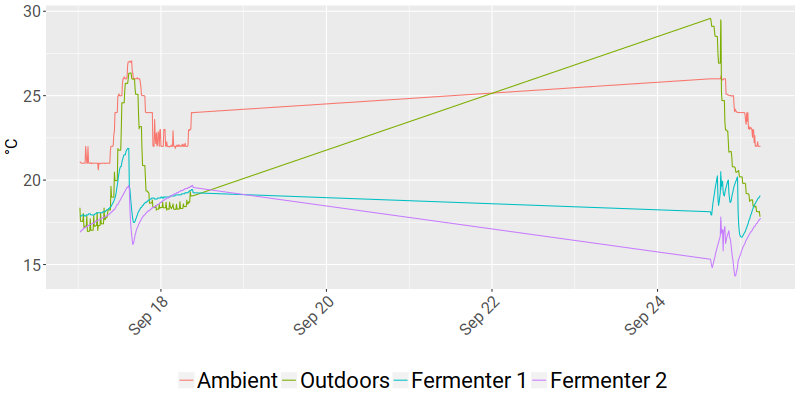 30
25
20
15
°C
Sep 18
Sep 20
Sep 22
Sep 24
Ambient Outdoors Fermenter 1 Fermenter 2